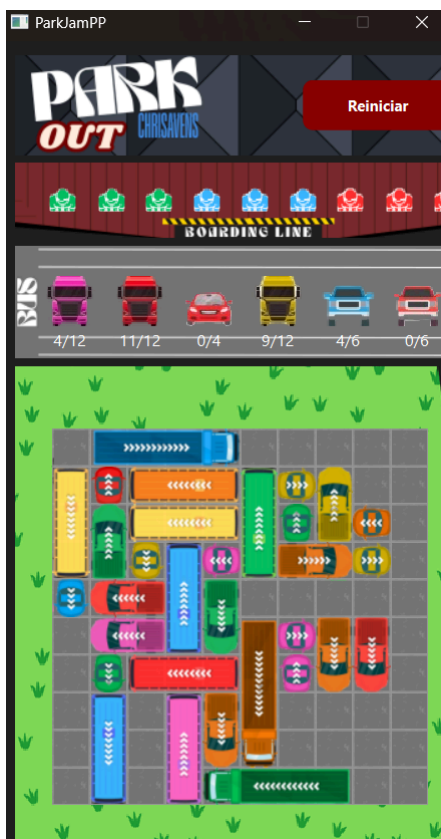 ParkJamPP
PARK
OUT
CHRISAVENS
Reiniciar
BOARDING LINE
BUS
4/12 11/12 0/4 9/12 4/6 0/6